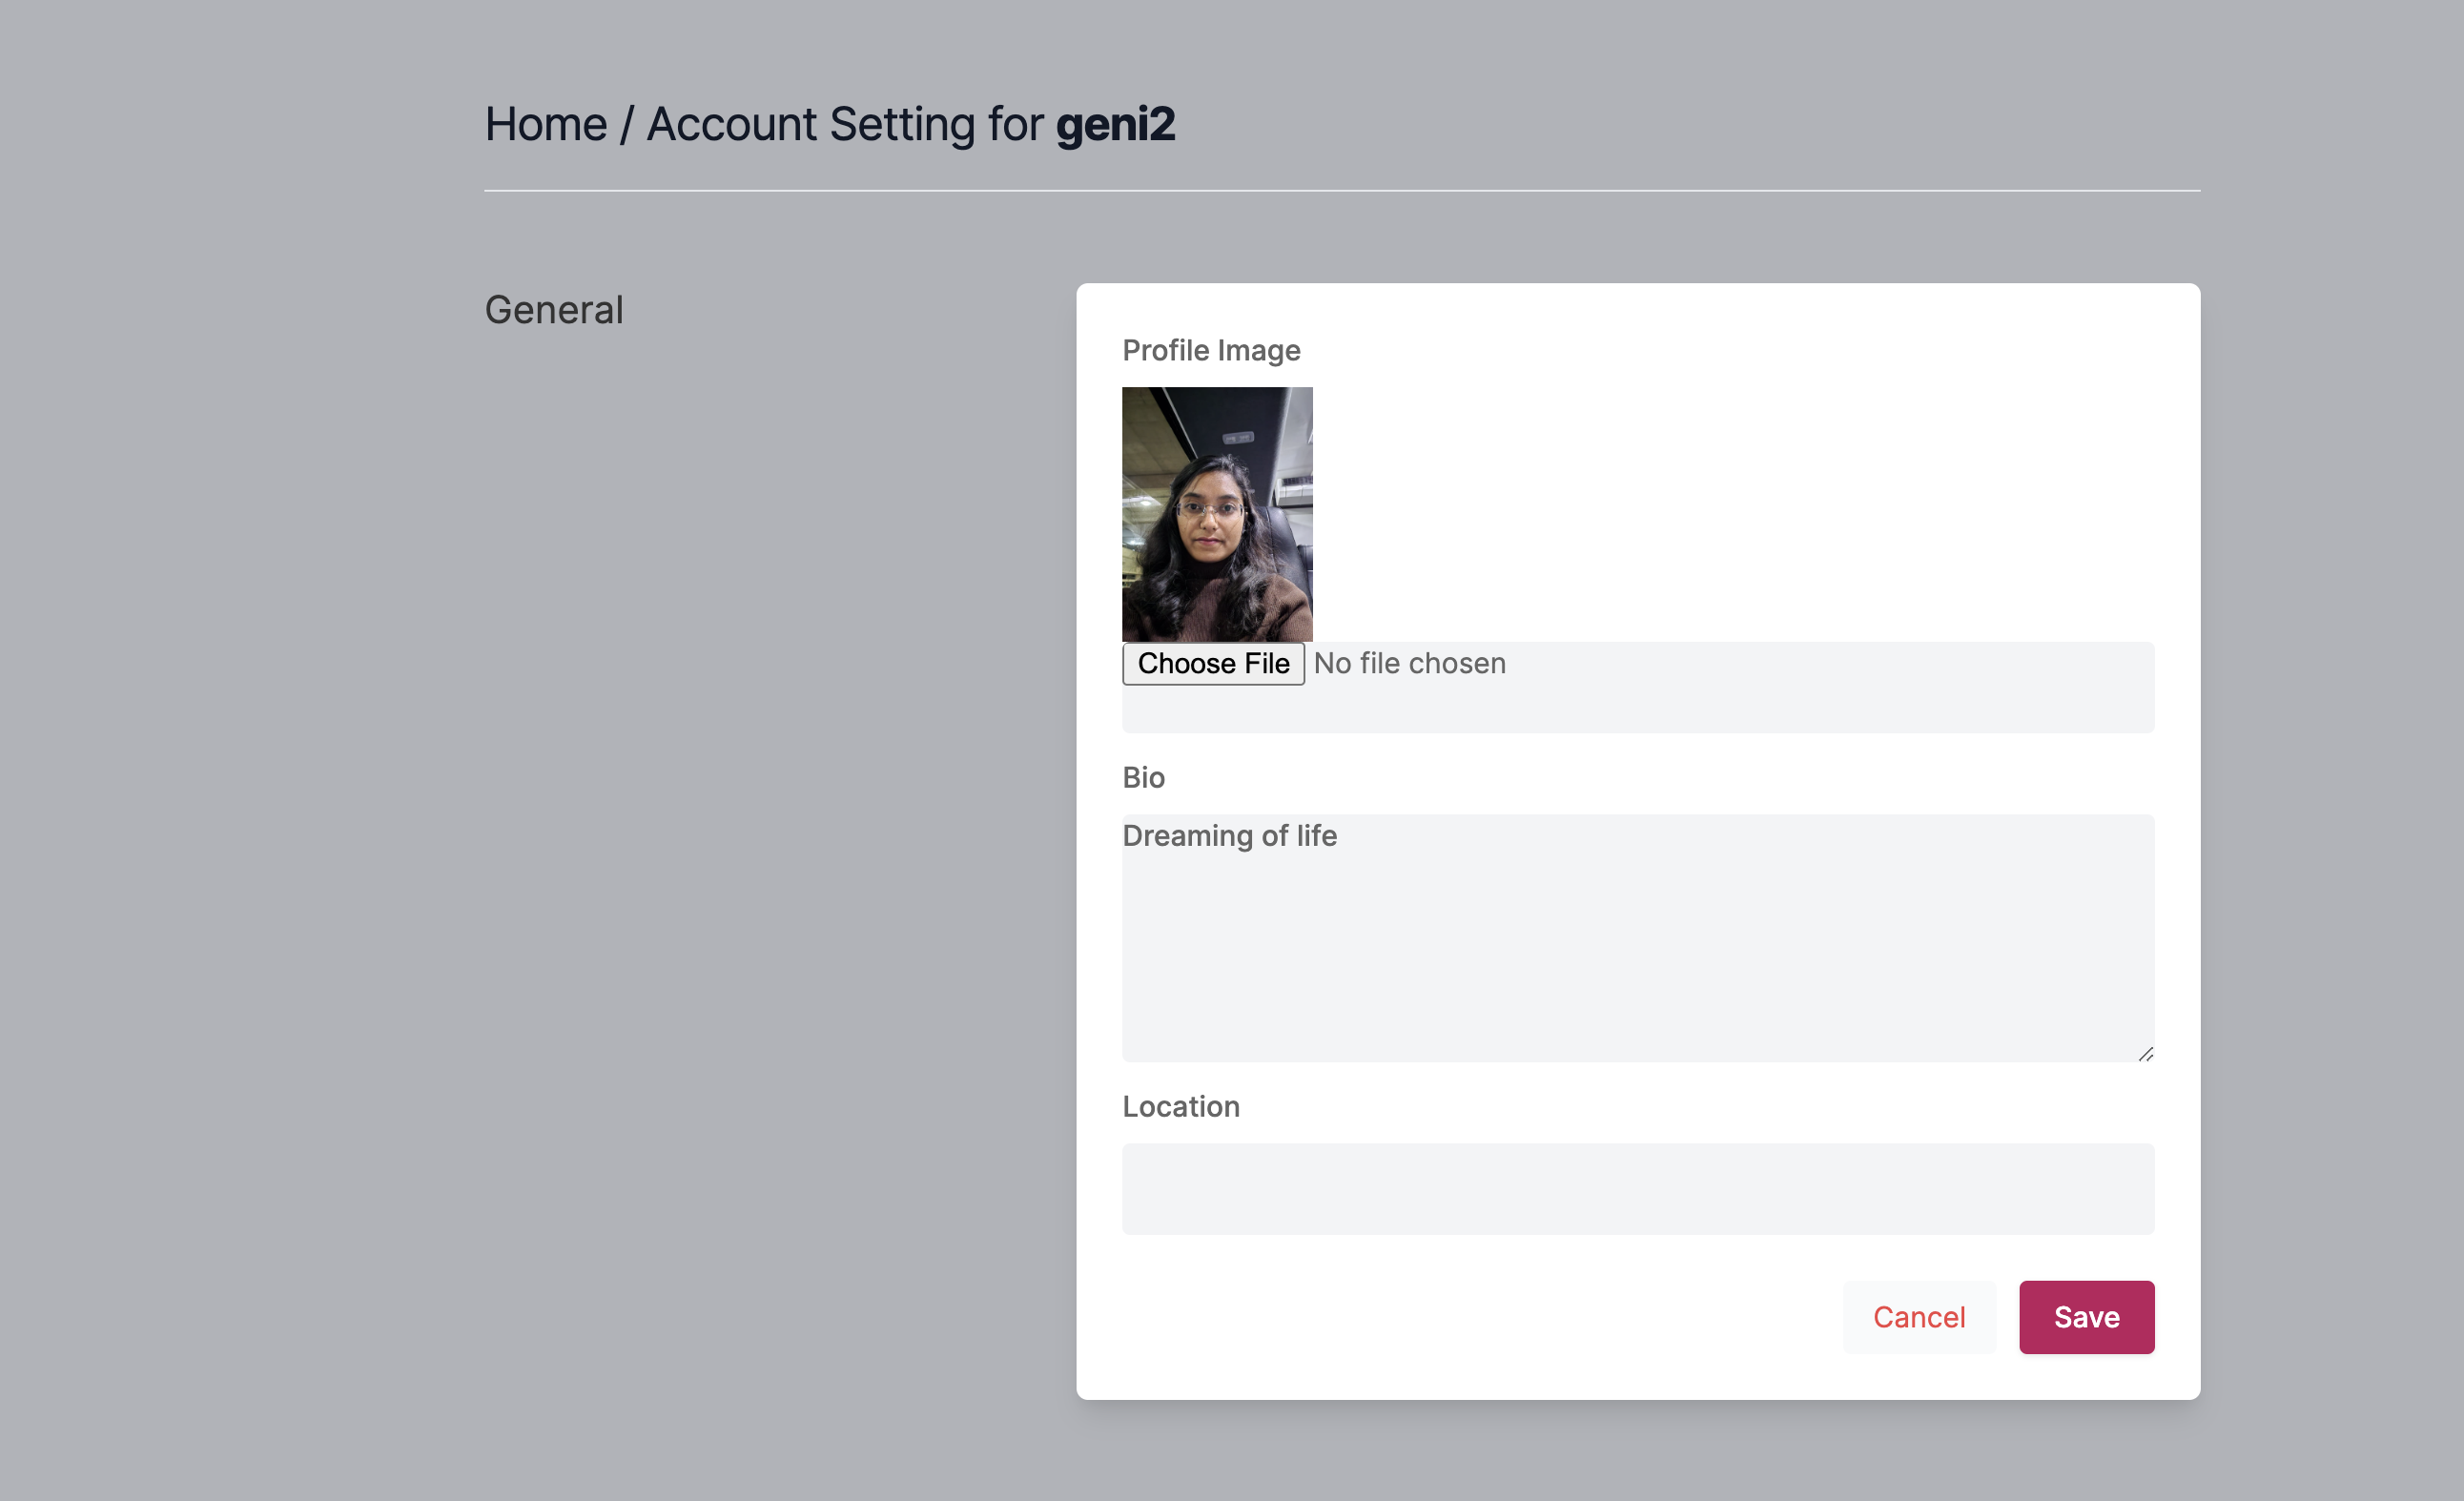 Home / Account Setting for geni2
General
Profile Image
Choose File No file chosen
Bio
Dreaming of life
Location
Cancel
Save